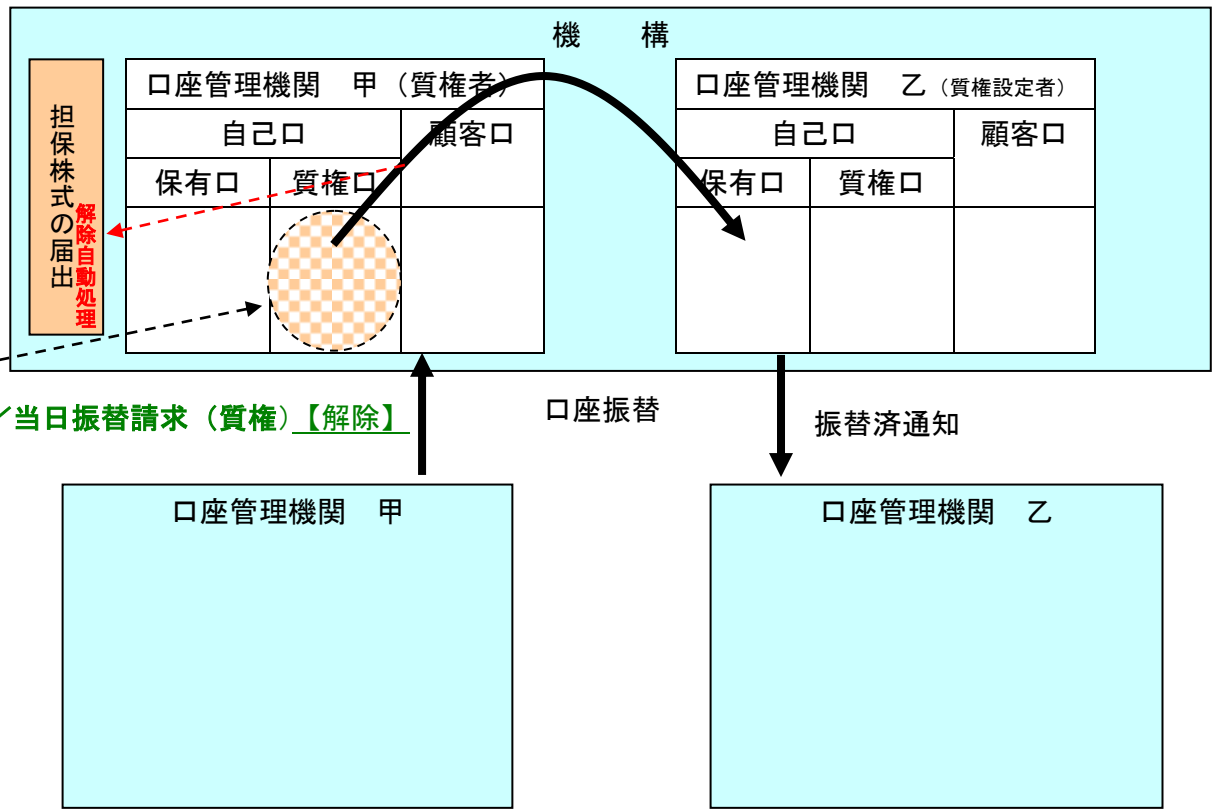 機 構
担保株式の届出
解除自動処理
口座管理機関 甲(質権者)
自己口 顧客口
保有口 質権口
口座管理機関 乙(質権設定者)
自己口 顧客口
保有口 質権口
/当日振替請求(質権)【解除】
口座振替
振替済通知
口座管理機関 甲
口座管理機関 乙